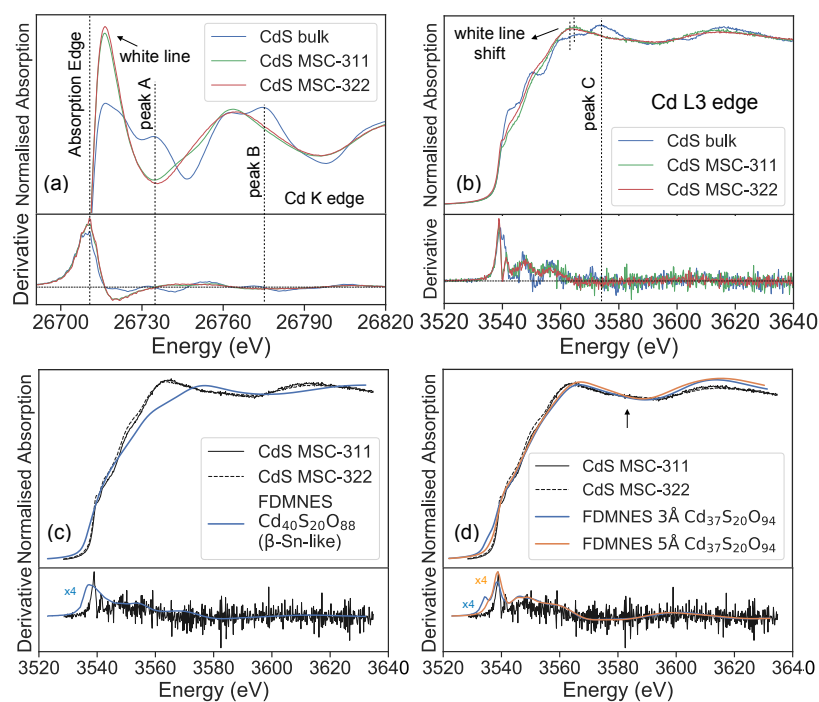 Normalised Absorption
Absorption Edge
white line
peak A
peak B
CdS bulk
CdS MSC-311
CdS MSC-322
(a)
Cd K edge
Derivative
26700 26730 26760 26790 26820
Energy (eV)
Normalised Absorption
white line
shift
peak C
Cd L3 edge
CdS bulk
CdS MSC-311
CdS MSC-322
(b)
Derivative
3520 3540 3560 3580 3600 3620 3640
Energy (eV)
Normalised Absorption
CdS MSC-311
CdS MSC-322
FDMNES
Cd₄₀S₂₀O₈₈
(β-Sn-like)
(c)
Derivative
x4
3520 3540 3560 3580 3600 3620 3640
Energy (eV)
Normalised Absorption
CdS MSC-311
CdS MSC-322
FDMNES 3Å Cd₃₇S₂₀O₉₄
FDMNES 5Å Cd₃₇S₂₀O₉₄
(d)
Derivative
x4
x4
3520 3540 3560 3580 3600 3620 3640
Energy (eV)